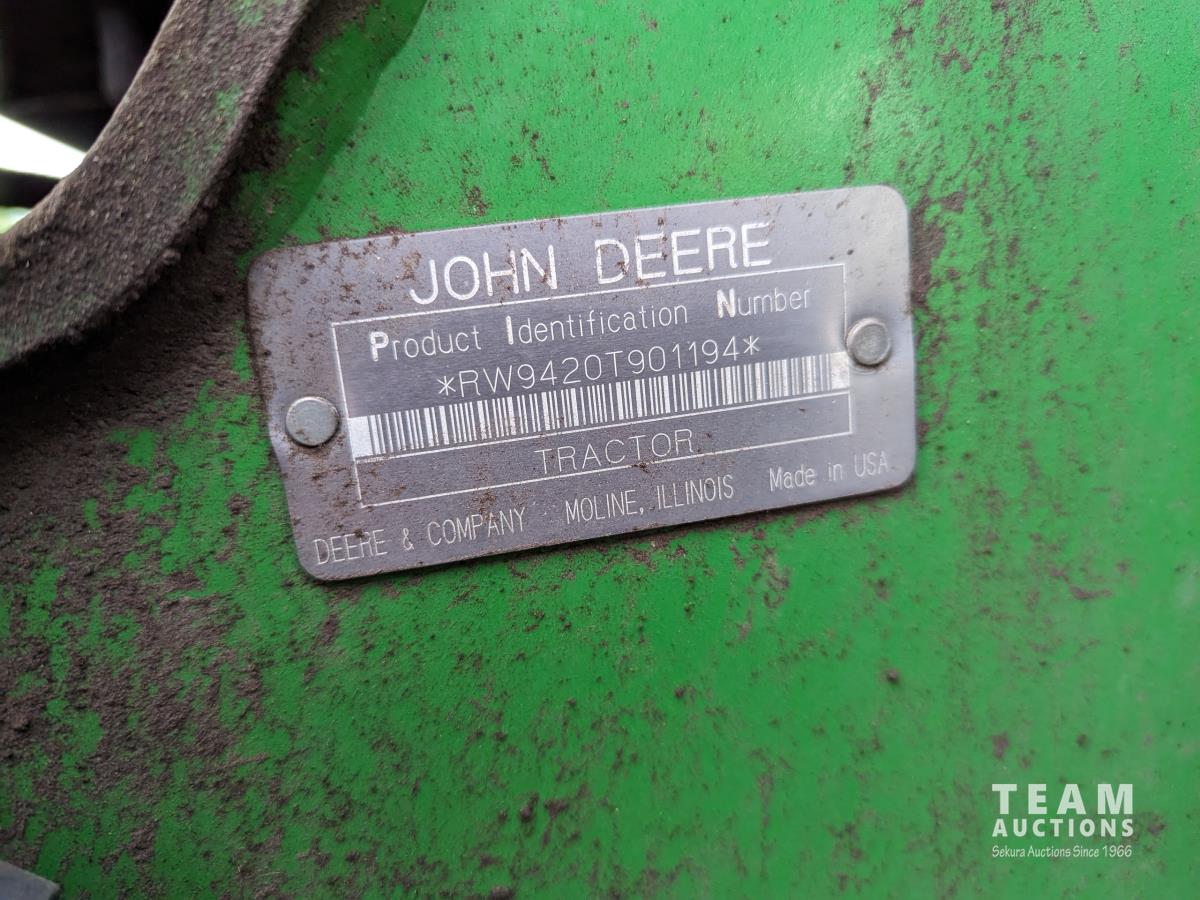 JOHN DEERE
Product Identification Number
*RW9420T901194*
TRACTOR
DEERE & COMPANY MOLINE, ILLINOIS Made in USA
TEAM
AUCTIONS
Sekura Auctions Since 1966